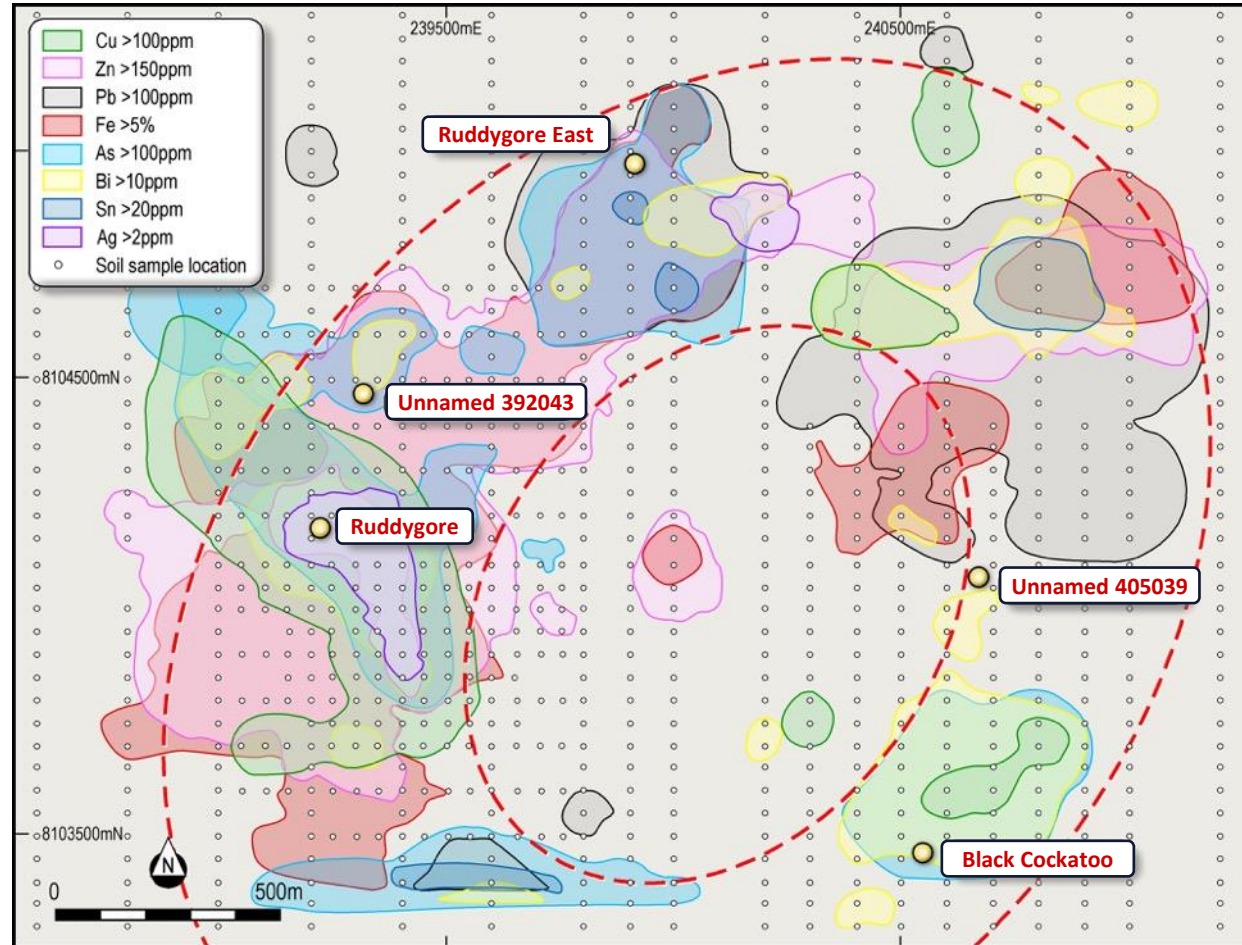 Cu >100ppm
Zn >150ppm
Pb >100ppm
Fe >5%
As >100ppm
Bi >10ppm
Sn >20ppm
Ag >2ppm
Soil sample location
239500mE
240500mE
Ruddygore East
8104500mN
Unnamed 392043
Ruddygore
Unnamed 405039
8103500mN
Black Cockatoo
N
0
500m